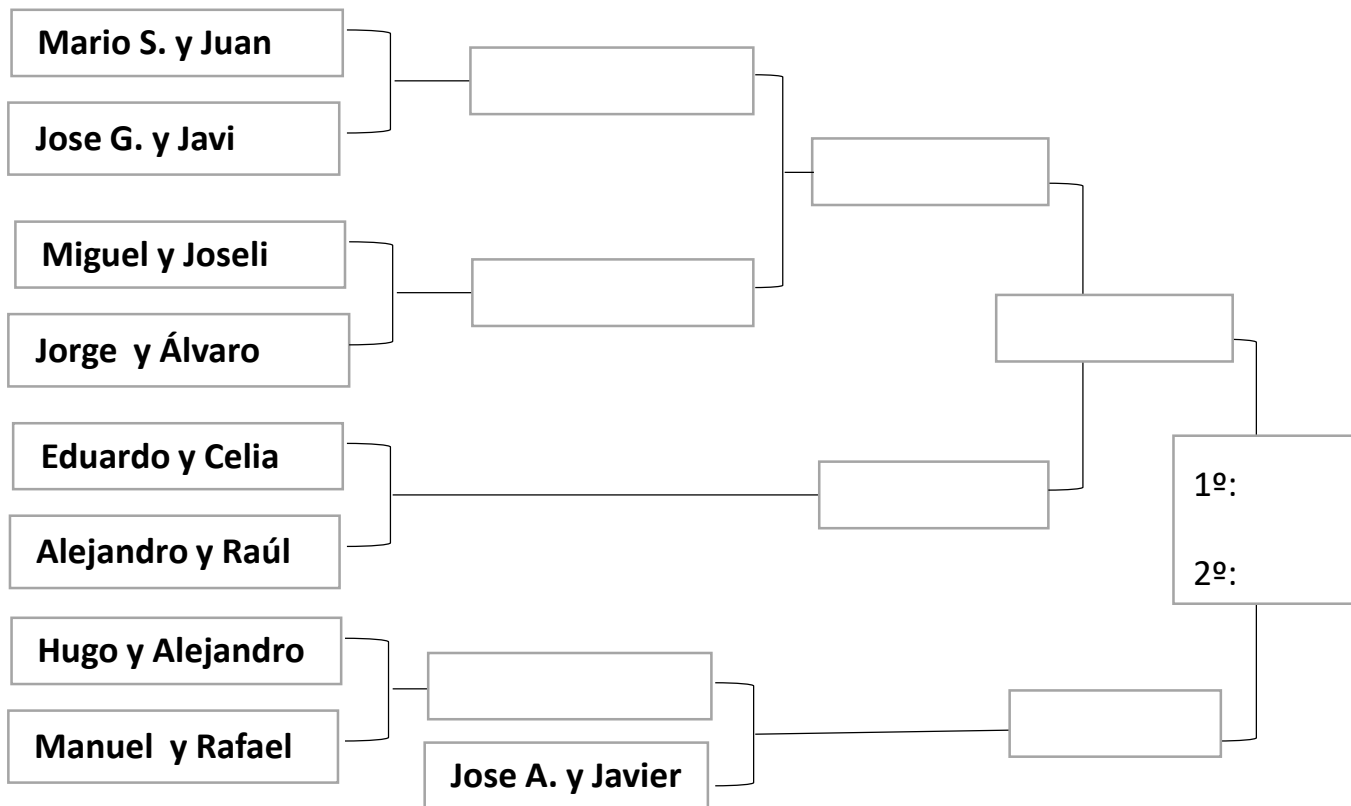 Mario S. y Juan
Jose G. y Javi
Miguel y Joseli
Jorge  y Álvaro
Eduardo y Celia
Alejandro y Raúl
1º:
2º:
Hugo y Alejandro
Manuel  y Rafael
Jose A. y Javier